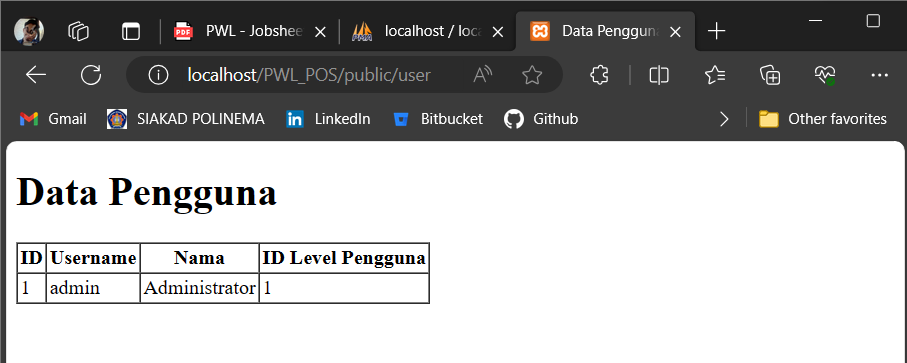 PWL - Jobshee
localhost / loca
Data Pengguna
localhost/PWL_POS/public/user
Gmail
SIAKAD POLINEMA
LinkedIn
Bitbucket
Github
Other favorites
Data Pengguna
ID Username Nama ID Level Pengguna
1 admin Administrator 1